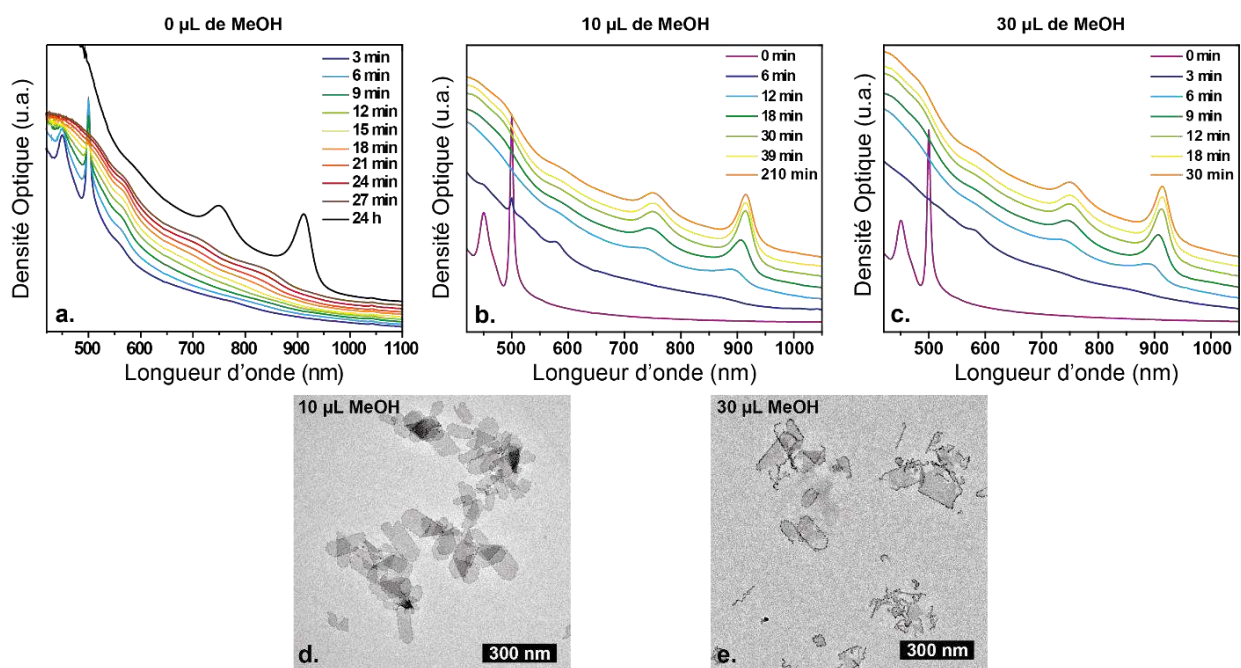 0 µL de MeOH
Densité Optique (u.a.)
3 min
6 min
9 min
12 min
15 min
18 min
21 min
24 min
27 min
24 h
a.
500 600 700 800 900 1000 1100
Longueur d'onde (nm)
10 µL de MeOH
Densité Optique (u.a.)
0 min
6 min
12 min
18 min
30 min
39 min
210 min
b.
500 600 700 800 900 1000
Longueur d'onde (nm)
30 µL de MeOH
Densité Optique (u.a.)
0 min
3 min
6 min
9 min
12 min
18 min
30 min
c.
500 600 700 800 900 1000
Longueur d'onde (nm)
10 µL MeOH
d.
300 nm
30 µL MeOH
e.
300 nm